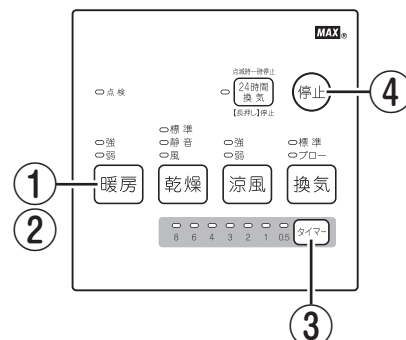 MAX®
点滅時一時停止
点検
24時間
換気
停止
④
【長押し】停止
標準
強
静音
強
標準
弱
風
弱
ブロー
①
暖房
乾燥
涼風
換気
②
8 6 4 3 2 1 0.5
タイマー
③